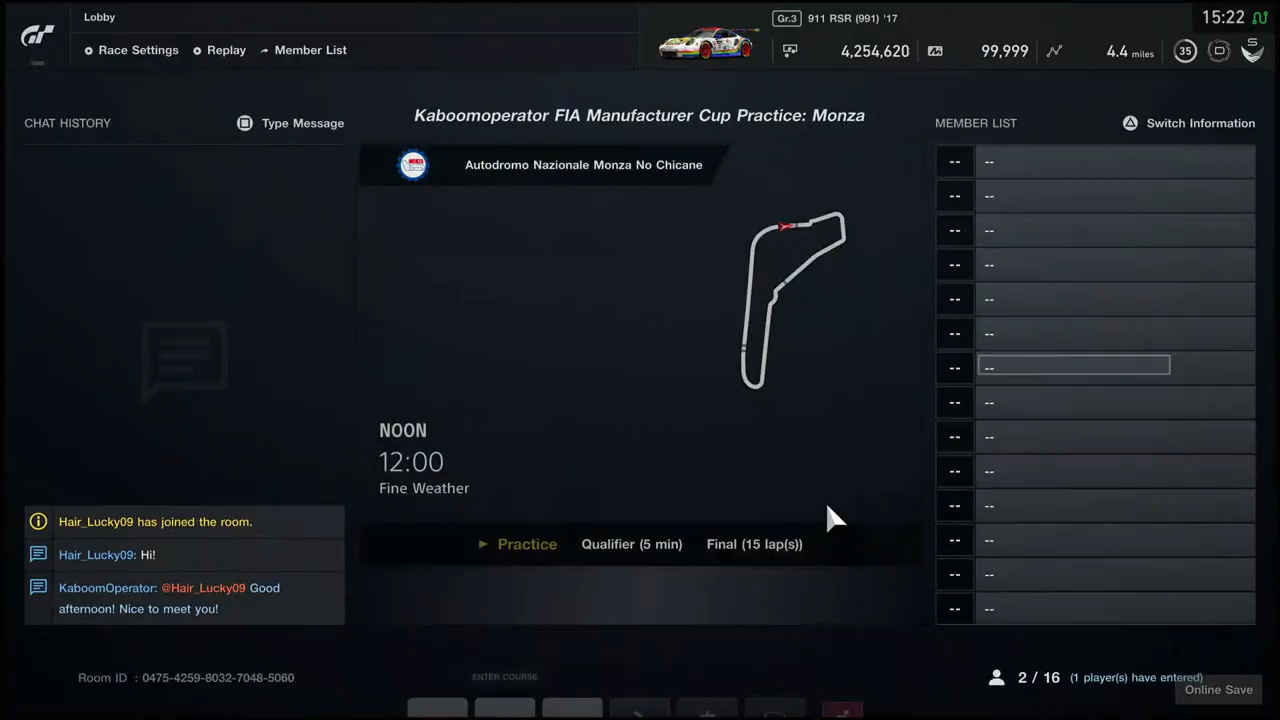 Lobby
Race Settings Replay Member List
Gr.3 911 RSR (991) '17
4,254,620 99,999 4.4 miles 35 S
15:22
CHAT HISTORY Type Message
Kaboomoperator FIA Manufacturer Cup Practice: Monza
MEMBER LIST Switch Information
MONZA
Autodromo Nazionale Monza No Chicane
-- --
-- --
-- --
-- --
-- --
-- --
-- --
-- --
-- --
-- --
-- --
-- --
-- --
-- --
NOON
12:00
Fine Weather
Practice Qualifier (5 min) Final (15 lap(s))
Hair_Lucky09 has joined the room.
Hair_Lucky09: Hi!
KaboomOperator: @Hair_Lucky09 Good
afternoon! Nice to meet you!
Room ID : 0475-4259-8032-7048-5060
ENTER COURSE
2 / 16 (1 player(s) have entered)
Online Save